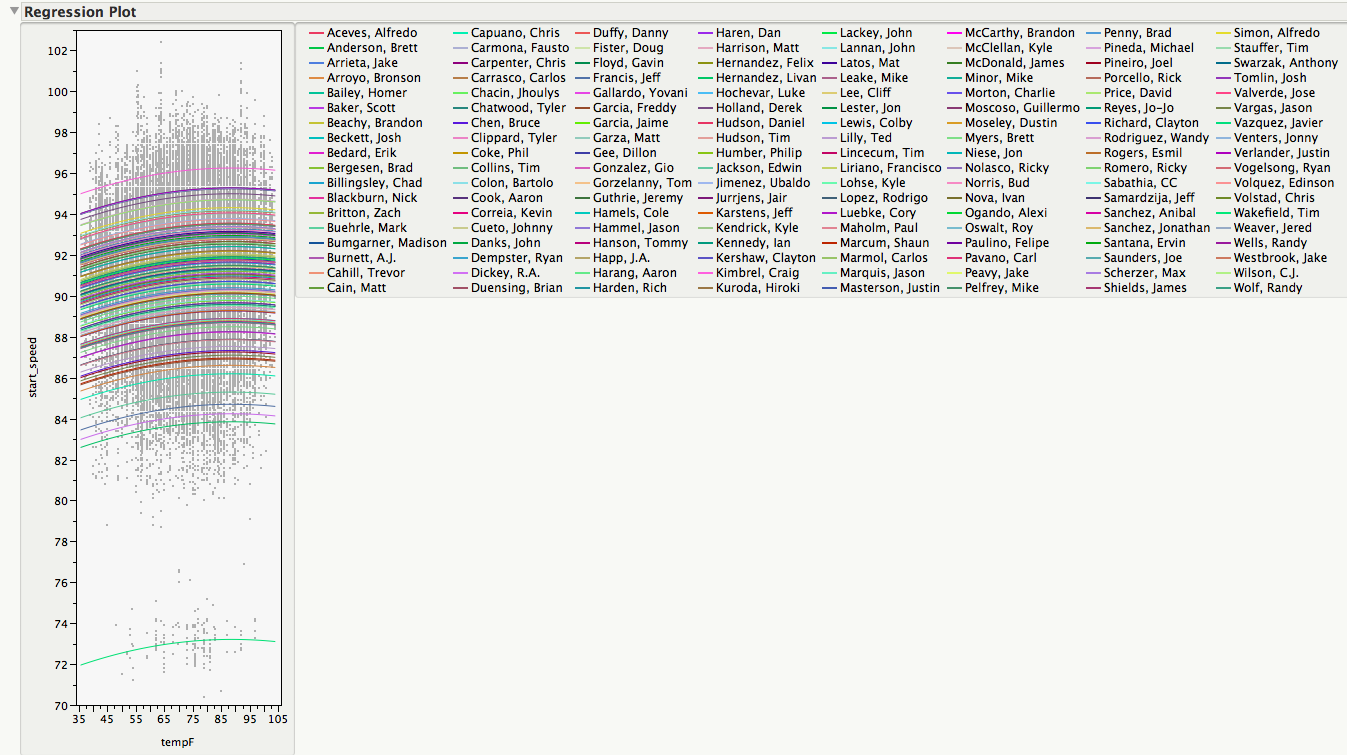 Regression Plot
102
100
98
96
94
92
90
88
86
84
82
80
78
76
74
72
70
start_speed
35 45 55 65 75 85 95 105
tempF
Aceves, Alfredo Capuano, Chris Duffy, Danny Haren, Dan Lackey, John McCarthy, Brandon Penny, Brad Simon, Alfredo
Anderson, Brett Carmona, Fausto Fister, Doug Harrison, Matt Lannan, John McClellan, Kyle Pineda, Michael Stauffer, Tim
Arrieta, Jake Carpenter, Chris Floyd, Gavin Hernandez, Felix Latos, Mat McDonald, James Pineiro, Joel Swarzak, Anthony
Arroyo, Bronson Carrasco, Carlos Francis, Jeff Hernandez, Livan Leake, Mike Minor, Mike Porcello, Rick Tomlin, Josh
Bailey, Homer Chacin, Jhoulys Gallardo, Yovani Hochevar, Luke Lee, Cliff Morton, Charlie Price, David Valverde, Jose
Baker, Scott Chatwood, Tyler Garcia, Freddy Holland, Derek Lester, Jon Moscoso, Guillermo Reyes, Jo-Jo Vargas, Jason
Beachy, Brandon Chen, Bruce Garcia, Jaime Hudson, Daniel Lewis, Colby Moseley, Dustin Richard, Clayton Vazquez, Javier
Beckett, Josh Clippard, Tyler Garza, Matt Hudson, Tim Lilly, Ted Myers, Brett Rodriguez, Wandy Venters, Jonny
Bedard, Erik Coke, Phil Gee, Dillon Humber, Philip Lincecum, Tim Niese, Jon Rogers, Esmil Verlander, Justin
Bergesen, Brad Collins, Tim Gonzalez, Gio Jackson, Edwin Liriano, Francisco Nolasco, Ricky Romero, Ricky Vogelsong, Ryan
Billingsley, Chad Colon, Bartolo Gorzelanny, Tom Jimenez, Ubaldo Lohse, Kyle Norris, Bud Sabathia, CC Volquez, Edinson
Blackburn, Nick Cook, Aaron Guthrie, Jeremy Jurrjens, Jair Lopez, Rodrigo Nova, Ivan Samardzija, Jeff Volstad, Chris
Britton, Zach Correia, Kevin Hamels, Cole Karstens, Jeff Luebke, Cory Ogando, Alexi Sanchez, Anibal Wakefield, Tim
Buehrle, Mark Cueto, Johnny Hammel, Jason Kendrick, Kyle Maholm, Paul Oswalt, Roy Sanchez, Jonathan Weaver, Jered
Bumgarner, Madison Danks, John Hanson, Tommy Kennedy, Ian Marcum, Shaun Paulino, Felipe Santana, Ervin Wells, Randy
Burnett, A.J. Dempster, Ryan Happ, J.A. Kershaw, Clayton Marmol, Carlos Pavano, Carl Saunders, Joe Westbrook, Jake
Cahill, Trevor Dickey, R.A. Harang, Aaron Kimbrel, Craig Marquis, Jason Peavy, Jake Scherzer, Max Wilson, C.J.
Cain, Matt Duensing, Brian Harden, Rich Kuroda, Hiroki Masterson, Justin Pelfrey, Mike Shields, James Wolf, Randy